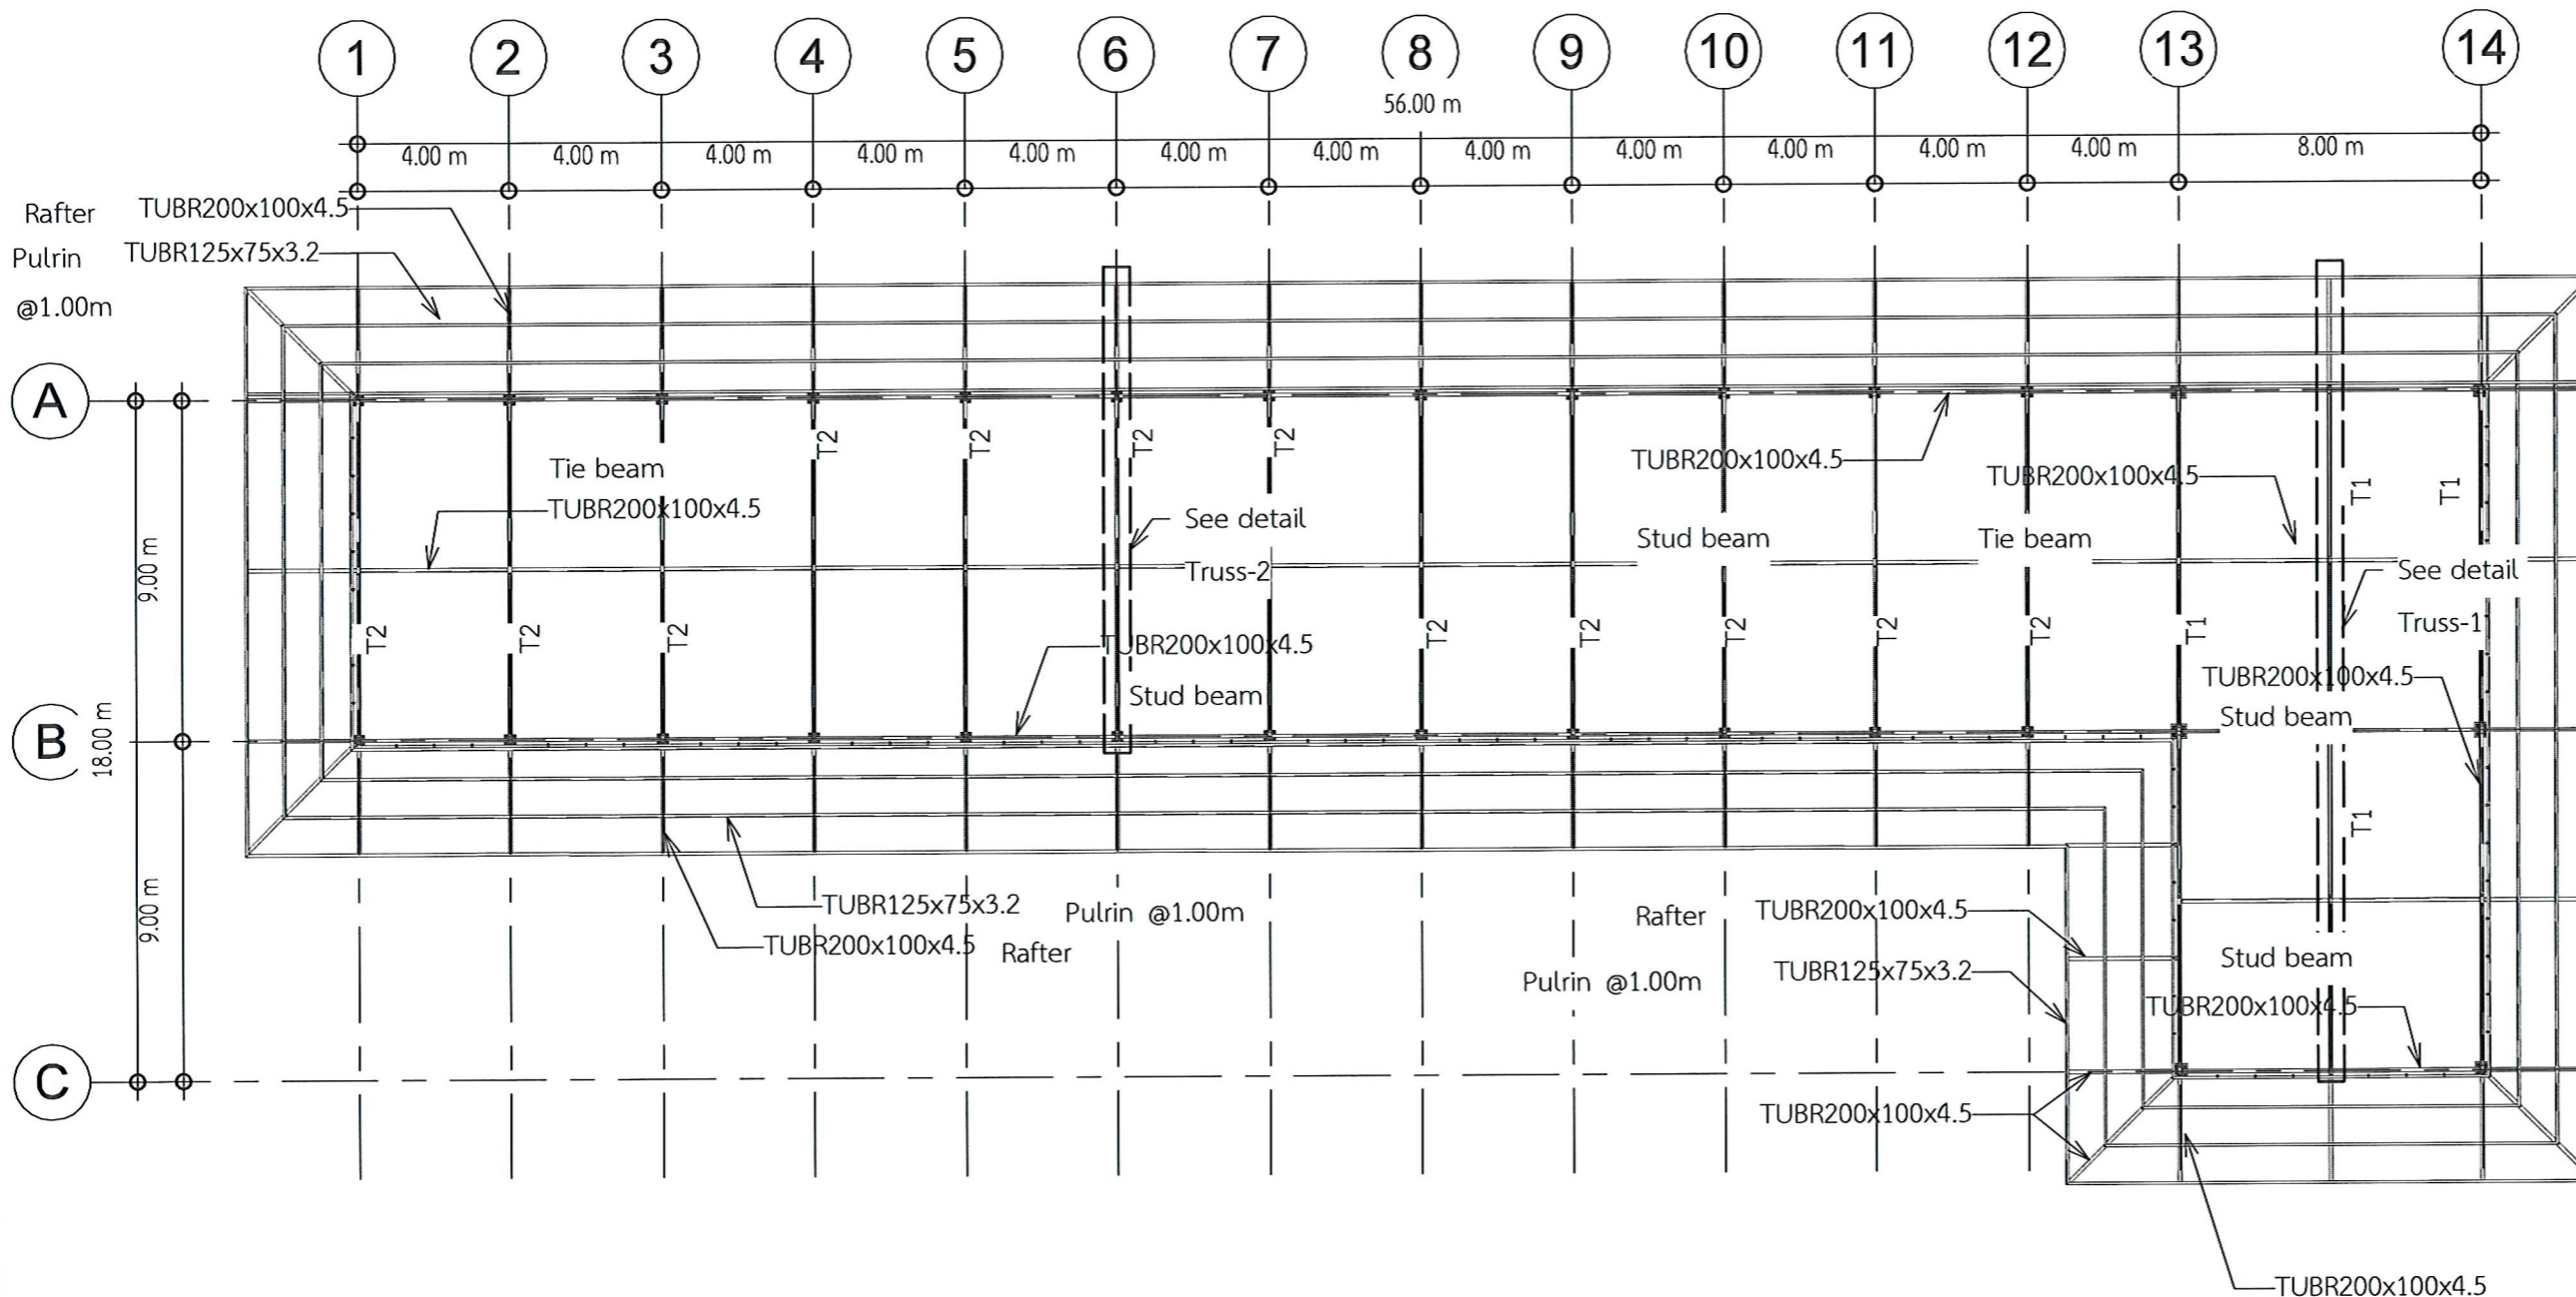 1 2 3 4 5 6 7 8 9 10 11 12 13 14
56.00 m
4.00 m 4.00 m 4.00 m 4.00 m 4.00 m 4.00 m 4.00 m 4.00 m 4.00 m 4.00 m 4.00 m 4.00 m 8.00 m
Rafter TUBR200x100x4.5
Pulrin TUBR125x75x3.2
@1.00m
A
T2 T2 T2 T2
Tie beam
TUBR200x100x4.5
TUBR200x100x4.5
TUBR200x100x4.5
T1 T1
See detail
Truss-2
Stud beam
Tie beam
See detail
Truss-1
9.00 m
T2 T2 T2 T2 T2 T2 T2 T2 T1
TUBR200x100x4.5
Stud beam
TUBR200x100x4.5
Stud beam
B
18.00 m
T1
9.00 m
TUBR125x75x3.2 Pulrin @1.00m
TUBR200x100x4.5 Rafter
Rafter TUBR200x100x4.5
Pulrin @1.00m TUBR125x75x3.2
Stud beam
TUBR200x100x4.5
C
TUBR200x100x4.5
TUBR200x100x4.5